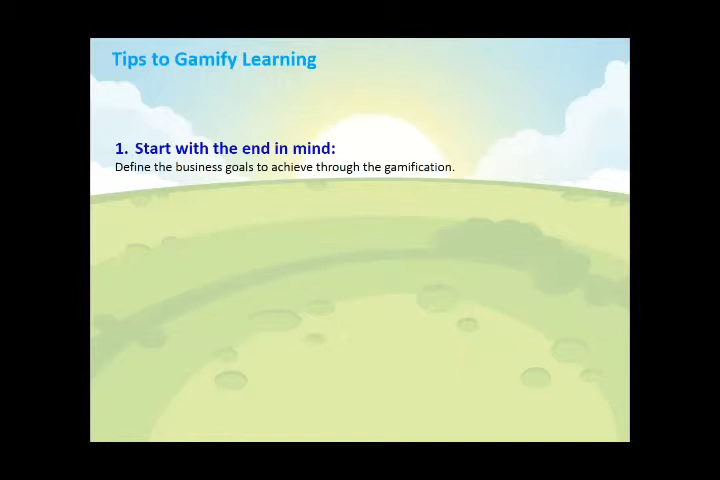 Tips to Gamify Learning
1. Start with the end in mind:
Define the business goals to achieve through the gamification.